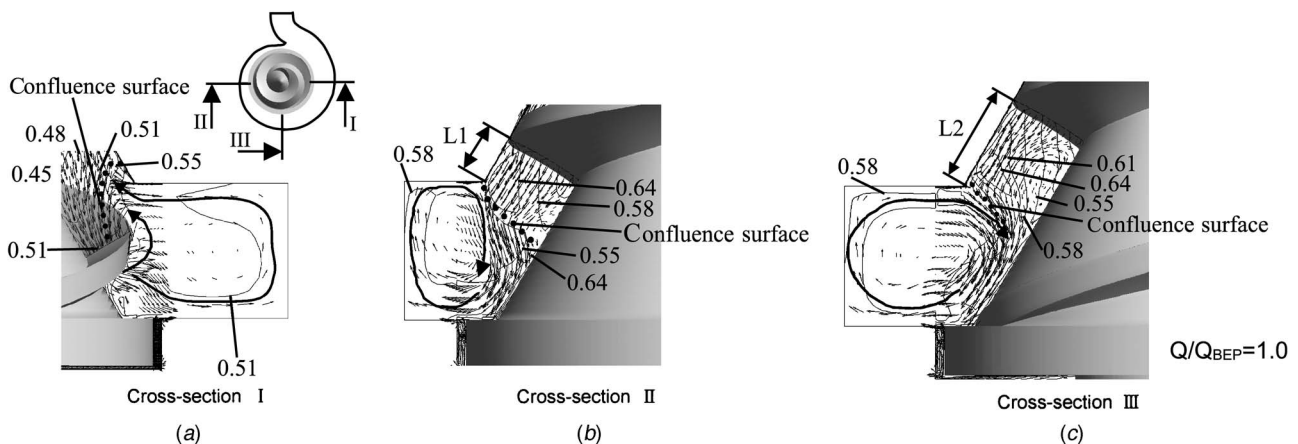 Confluence surface
0.48
0.51
0.55
0.45
0.51
0.51
II
III
I
Cross-section Ⅰ
(a)
0.58
L1
0.64
0.58
Confluence surface
0.55
0.64
Cross-section Ⅱ
(b)
0.58
L2
0.61
0.64
0.55
Confluence surface
0.58
Cross-section Ⅲ
(c)
Q/Q_BEP=1.0